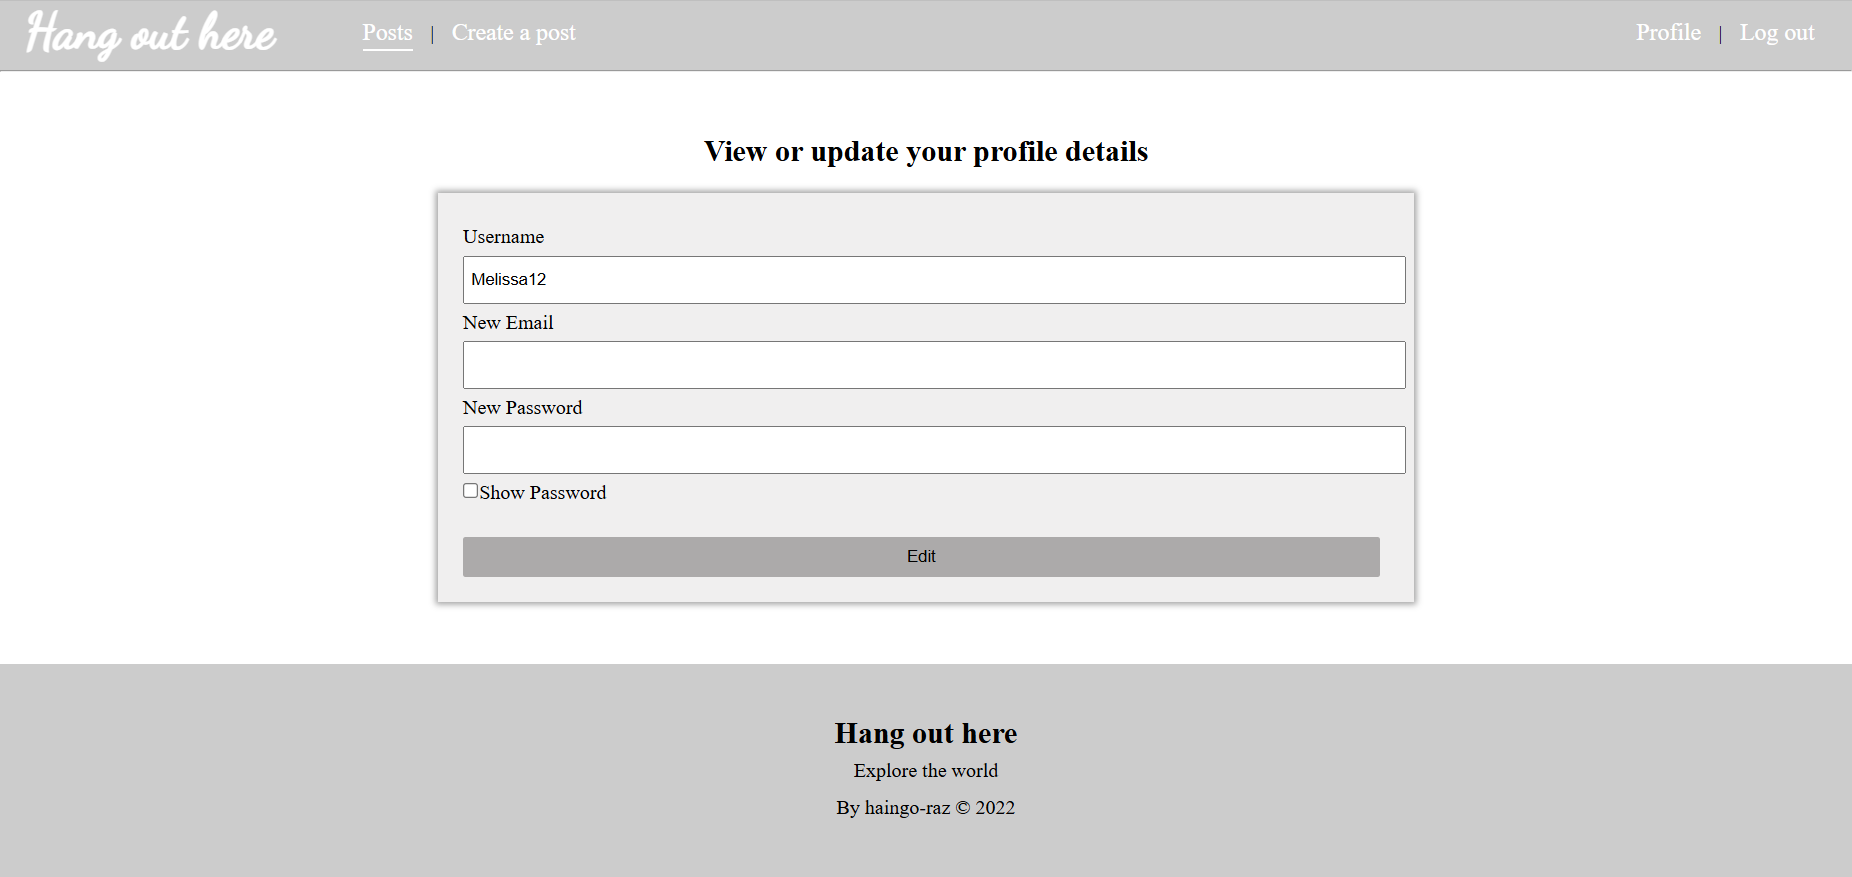 Hang out here Posts | Create a post Profile | Log out
View or update your profile details
Username
Melissa12
New Email
New Password
Show Password
Edit
Hang out here
Explore the world
By haingo-raz © 2022